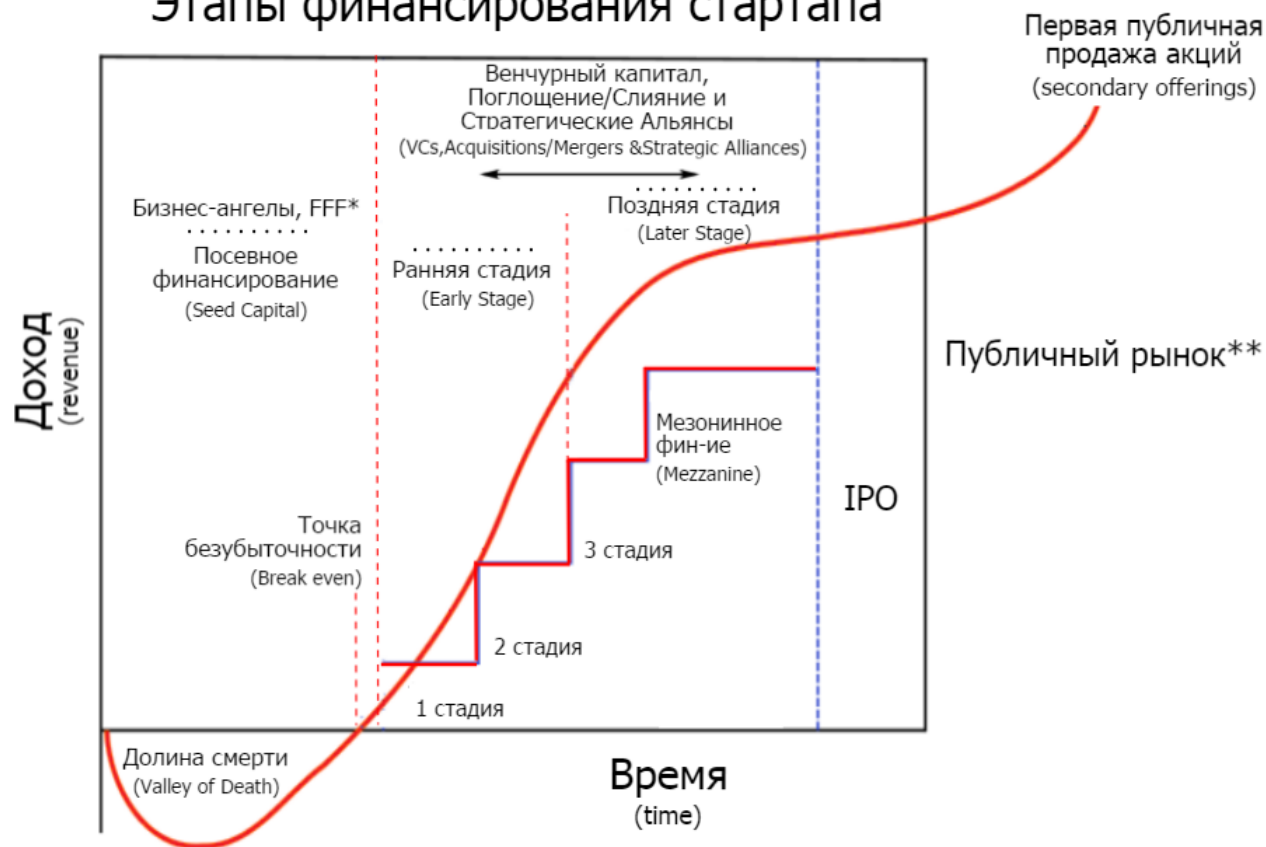 Этапы финансирования стартапа
Первая публичная
продажа акций
(secondary offerings)
Венчурный капитал,
Поглощение/Слияние и
Стратегические Альянсы
(VCs,Acquisitions/Mergers &Strategic Alliances)
Бизнес-ангелы, FFF*
Посевное
финансирование
(Seed Capital)
Ранняя стадия
(Early Stage)
Поздняя стадия
(Later Stage)
Доход
(revenue)
Публичный рынок**
Мезонинное
фин-ие
(Mezzanine)
IPO
Точка
безубыточности
(Break even)
3 стадия
2 стадия
1 стадия
Долина смерти
(Valley of Death)
Время
(time)